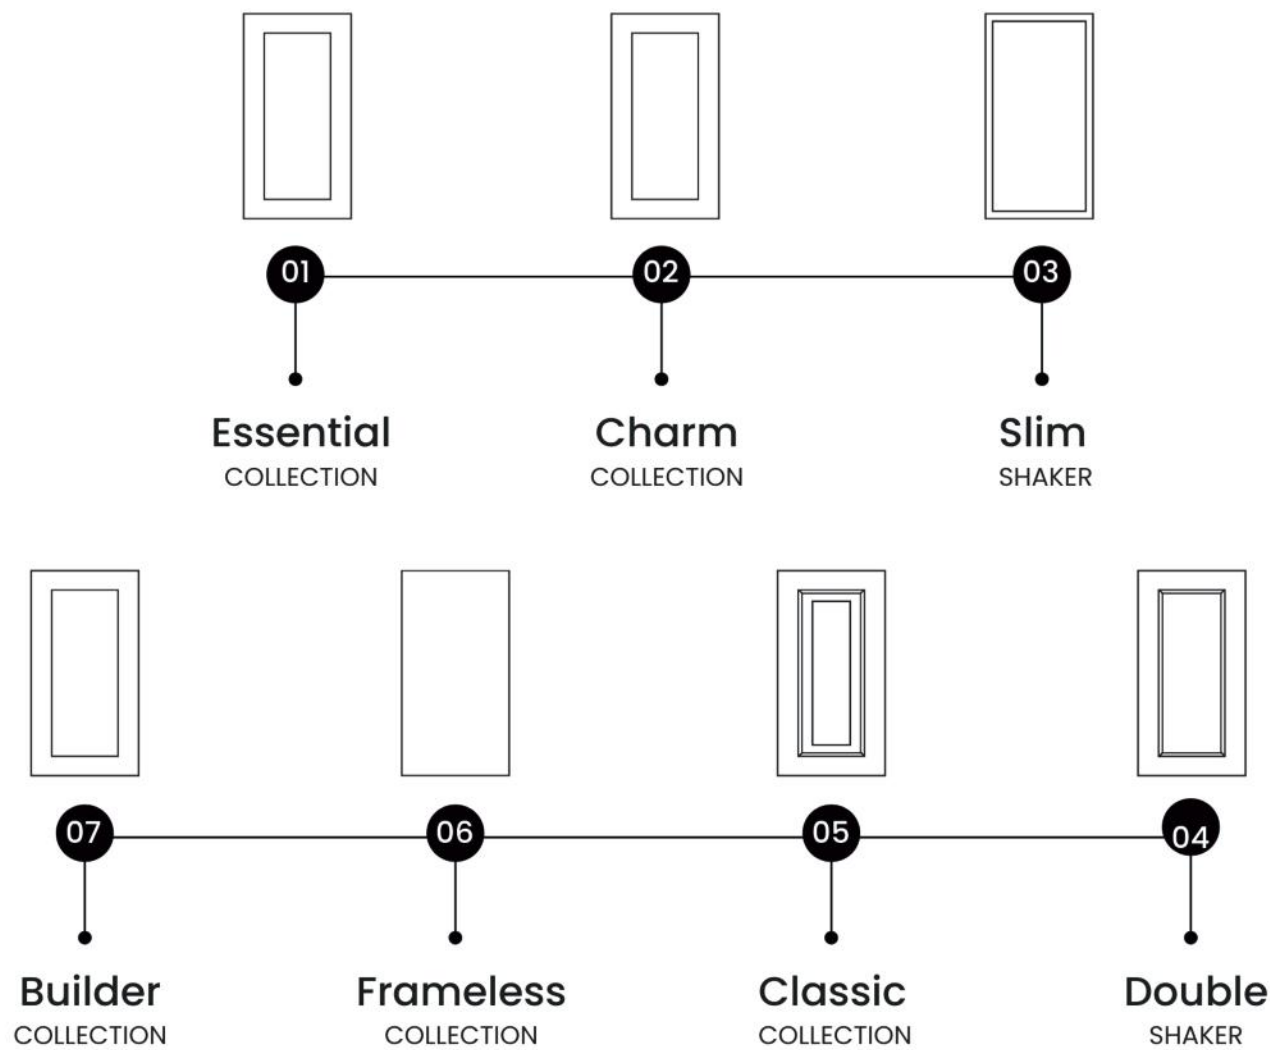 01
02
03
Essential
COLLECTION
Charm
COLLECTION
Slim
SHAKER
07
06
05
04
Builder
COLLECTION
Frameless
COLLECTION
Classic
COLLECTION
Double
SHAKER